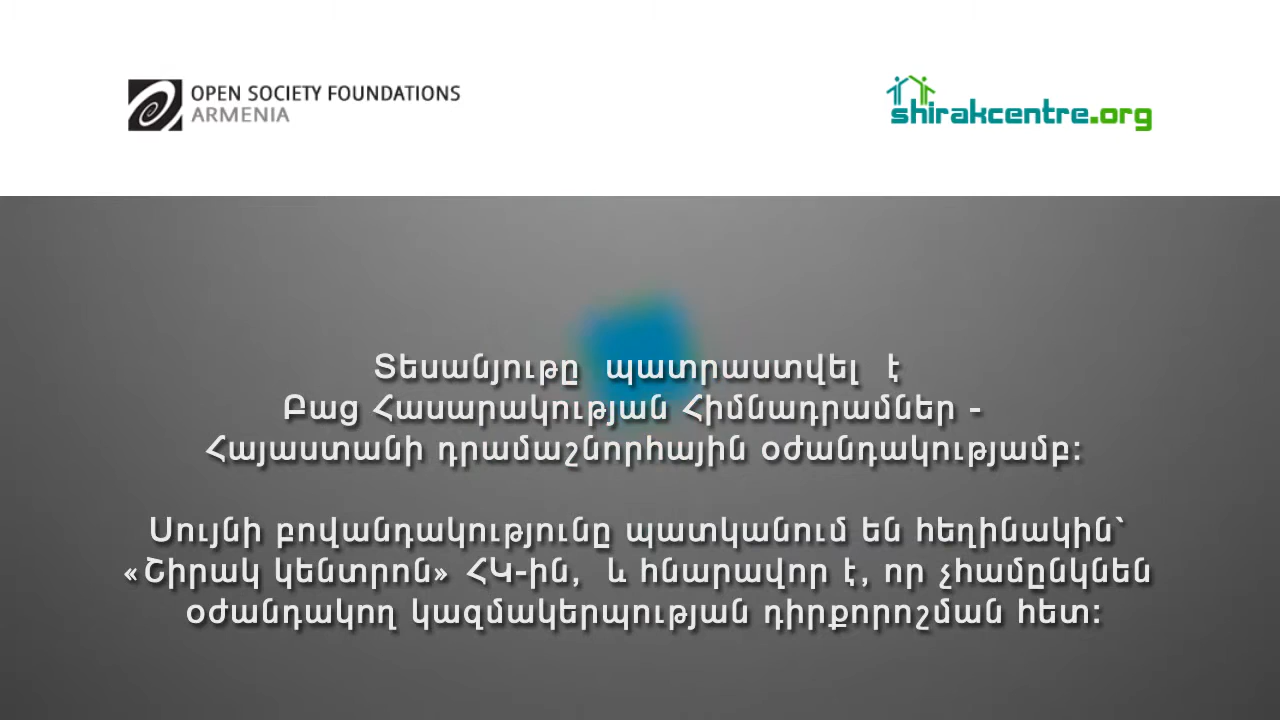 OPEN SOCIETY FOUNDATIONS
ARMENIA
shirakcentre.org
Տեսանյութը պատրաստվել է
Բաց Հասարակության Հիմնադրամներ -
Հայաստանի դրամաշնորհային օժանդակությամբ:
Սույնի բովանդակությունը պատկանում են հեղինակին`
«Շիրակ կենտրոն» ՀԿ-ին, և հնարավոր է, որ չհամընկնեն
օժանդակող կազմակերպության դիրքորոշման հետ: